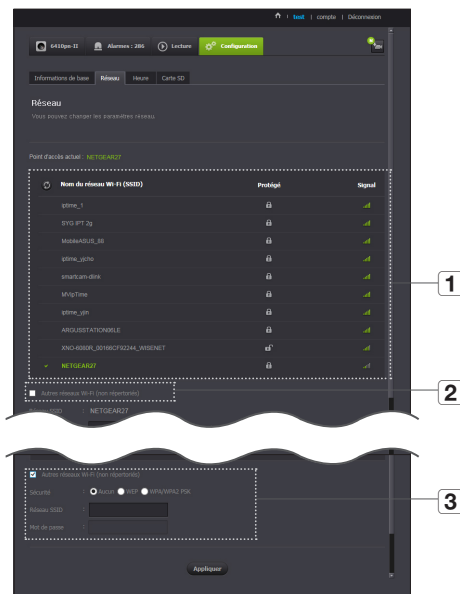 test | compte | Déconnexion
6410pn-II Alarmes : 286 Lecture Configuration
Informations de base Réseau Heure Carte SD
Réseau
Vous pouvez changer les paramètres réseau.
Point d'accès actuel : NETGEAR27
Nom du réseau Wi-Fi (SSID) Protégé Signal
iptime_1
SYG-IPT 2g
MobileASUS_88
iptime_yjcho
smartcam-dlink
MVipTime
iptime_yjin
ARGUSSTATION06LE
XNO-6080R_00166CF92244_WISENET
NETGEAR27
1
Autres réseaux Wi-Fi (non répertoriés)
2
Réseau SSID : NETGEAR27
Autres réseaux Wi-Fi (non répertoriés)
Sécurité : Aucun WEP WPA/WPA2 PSK
Réseau SSID :
Mot de passe :
3
Appliquer